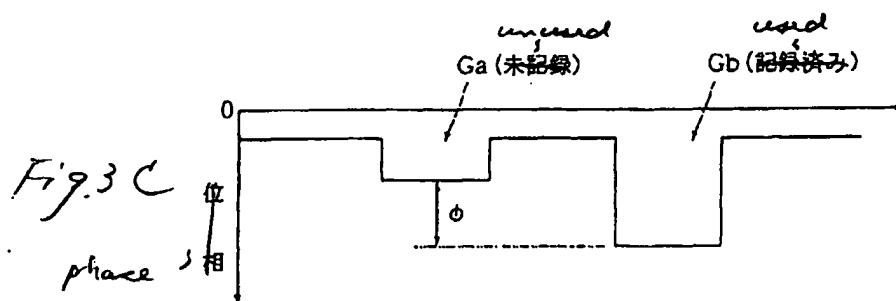 unused
used
Ga (未記録)
Gb (記録済み)
0
Fig.3 C
位
φ
phase
相